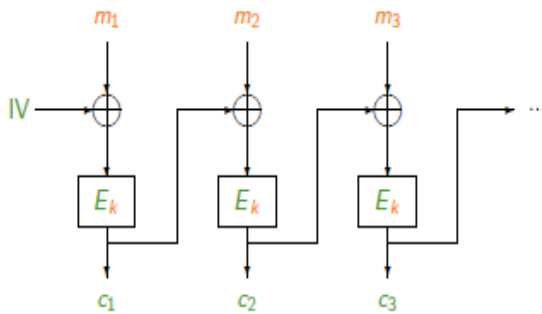 m₁ m₂ m₃
IV ...
Eₖ Eₖ Eₖ
c₁ c₂ c₃